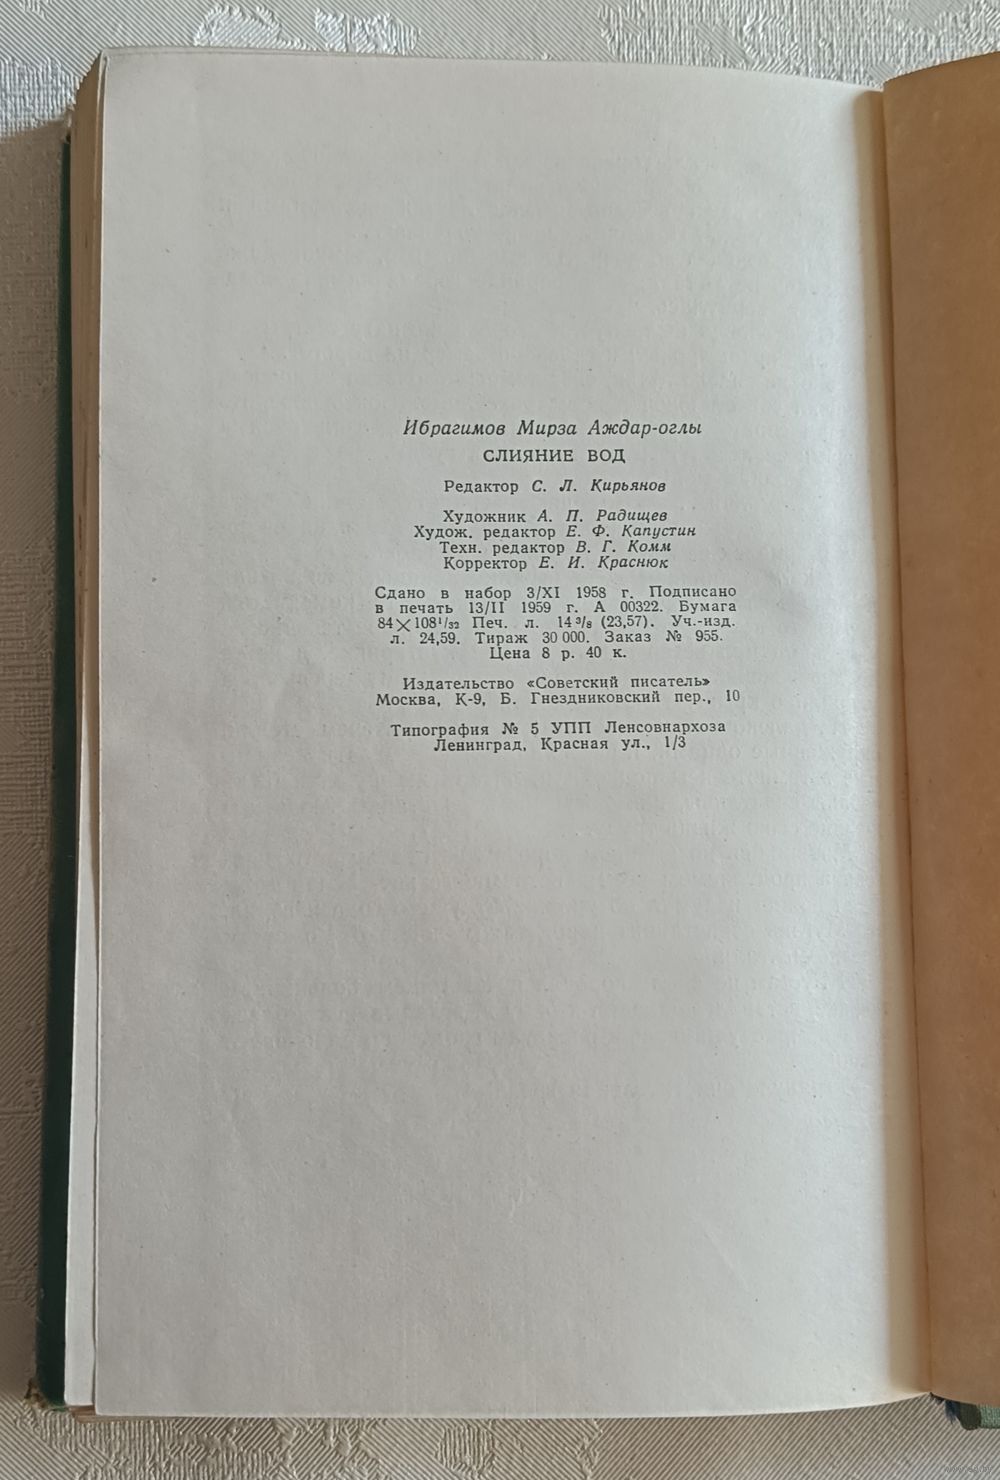 Ибрагимов Мирза Аждар-оглы
СЛИЯНИЕ ВОД
Редактор С. Л. Кирьянов
Художник А. П. Радищев
Худож. редактор Е. Ф. Капустин
Техн. редактор В. Г. Комм
Корректор Е. И. Краснюк
Сдано в набор 3/XI 1958 г. Подписано
в печать 13/II 1959 г. А 00322. Бумага
84×108¹/₃₂ Печ. л. 14 ³/₈ (23,57). Уч.-изд.
л. 24,59. Тираж 30 000. Заказ № 955.
Цена 8 р. 40 к.
Издательство «Советский писатель»
Москва, К-9, Б. Гнездниковский пер., 10
Типография № 5 УПП Ленсовнархоза
Ленинград, Красная ул., 1/3